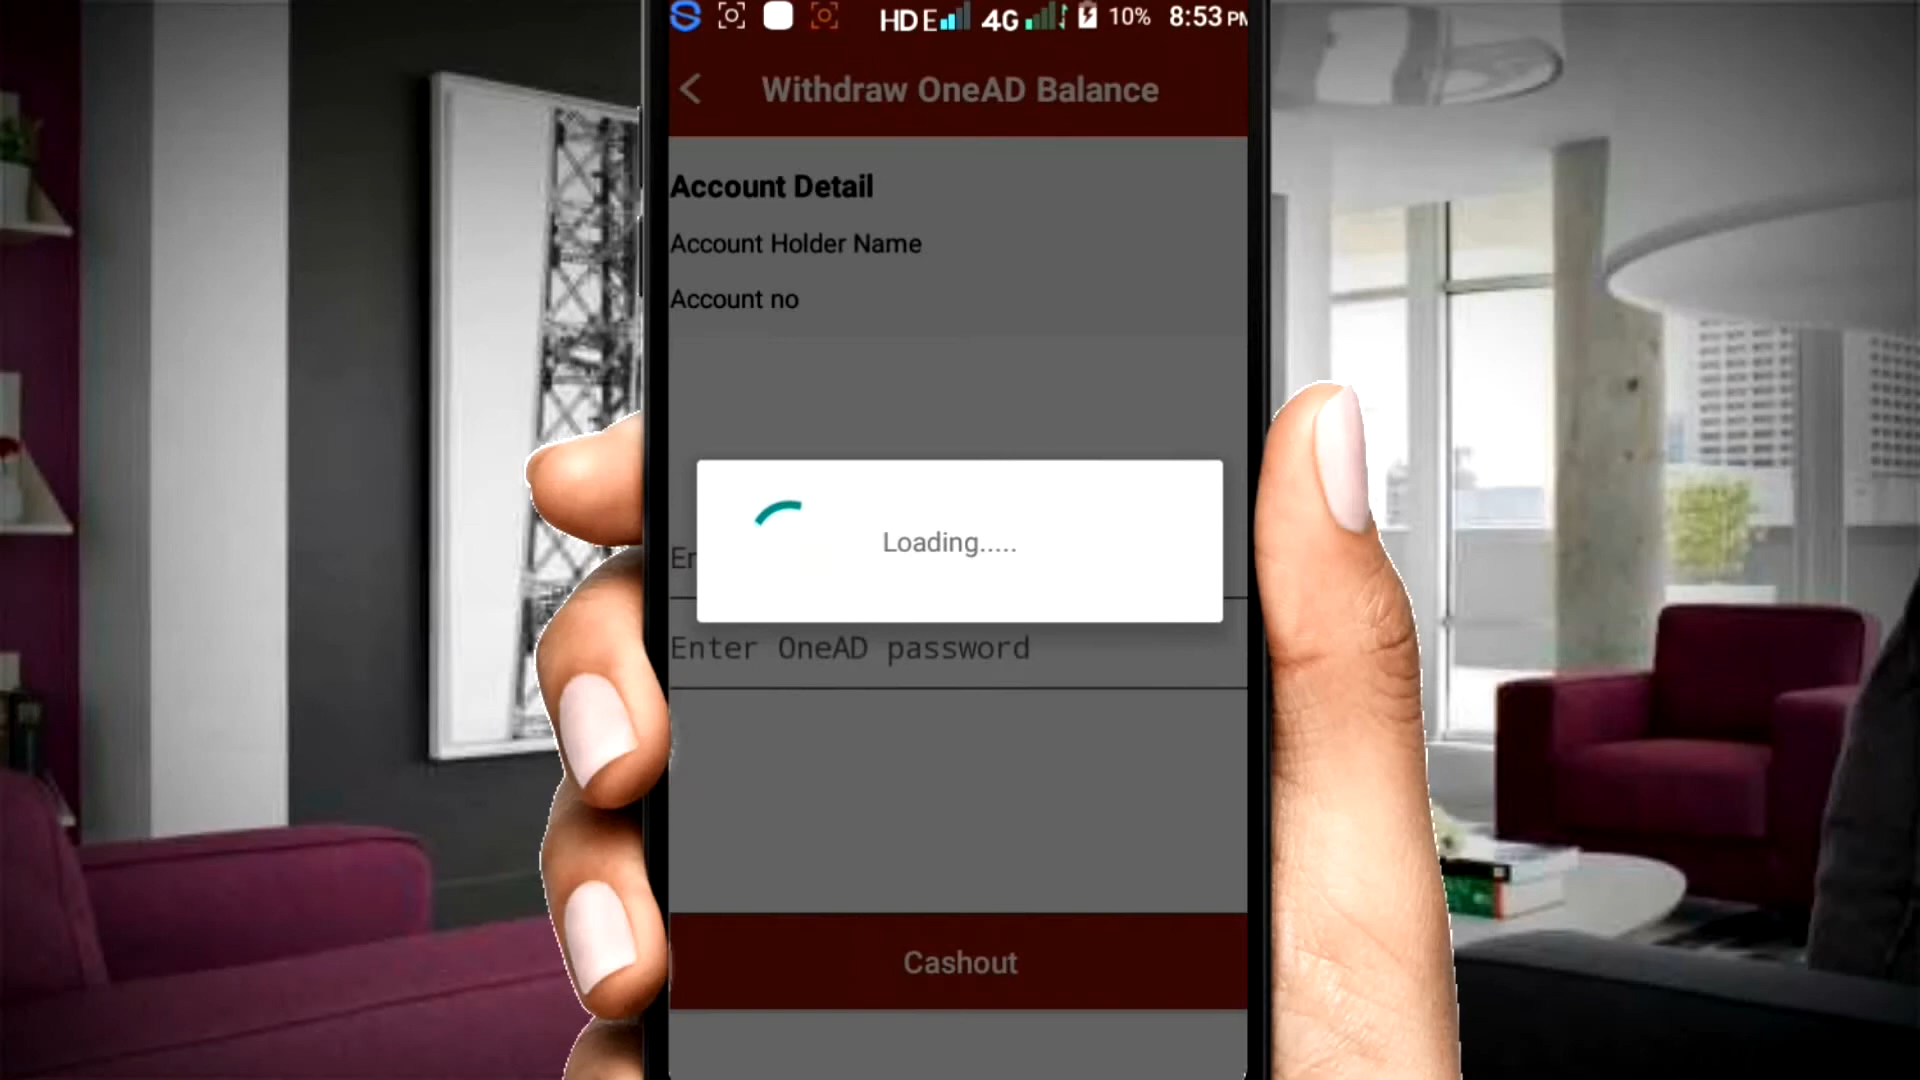 HD E 4G 10% 8:53 PM
Withdraw OneAD Balance
Account Detail
Account Holder Name
Account no
Loading.....
Enter OneAD password
Cashout